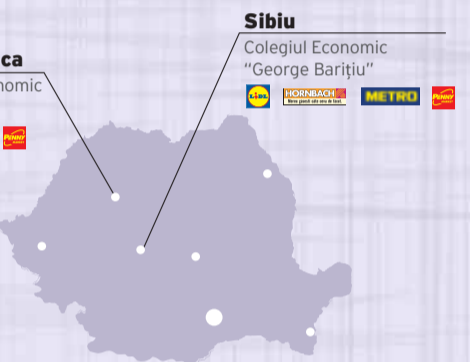 Sibiu
Colegiul Economic
“George Barițiu”
LIDL
HORNBACH
METRO
PENNY
ca
nomic
PENNY